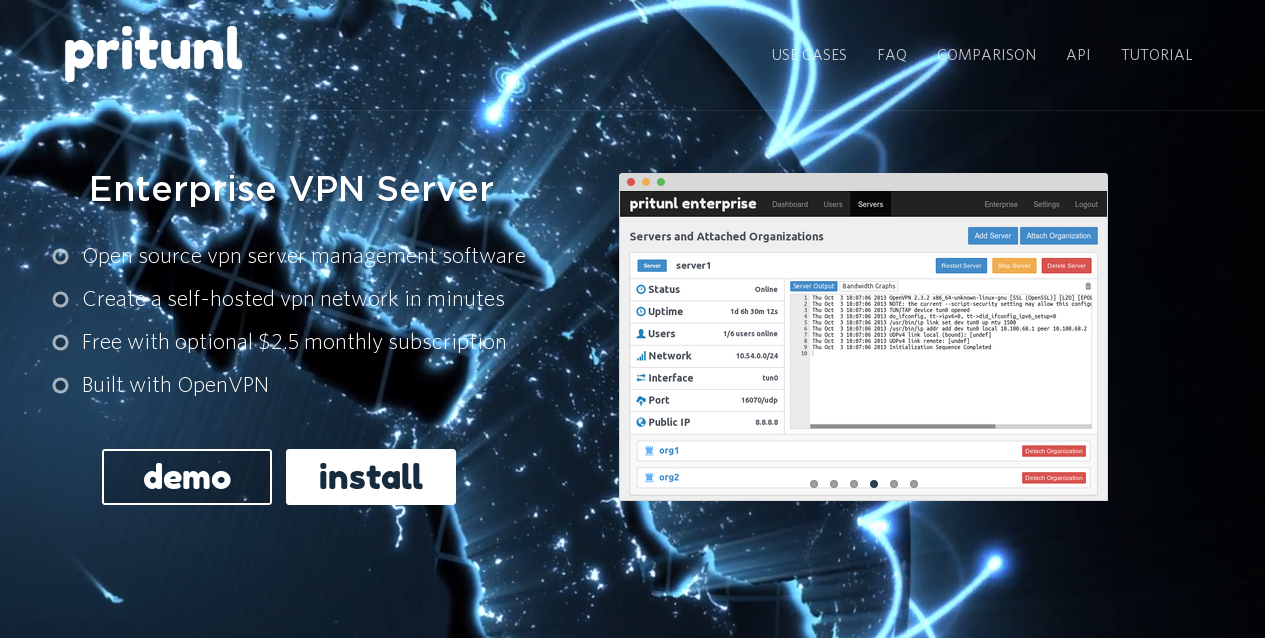 pritunl
USE CASES FAQ COMPARISON API TUTORIAL
Enterprise VPN Server
Open source vpn server management software
Create a self-hosted vpn network in minutes
Free with optional $2.5 monthly subscription
Built with OpenVPN
demo install
pritunl enterprise Dashboard Users Servers Enterprise Settings Logout
Servers and Attached Organizations Add Server Attach Organization
Server server1 Restart Server Stop Server Delete Server
Status Online
Uptime 1d 6h 30m 12s
Users 1/6 users online
Network 10.54.0.0/24
Interface tun0
Port 16070/udp
Public IP 8.8.8.8
Server Output Bandwidth Graphs
1 Thu Oct 3 18:07:06 2013 OpenVPN 2.3.2 x86_64-unknown-linux-gnu [SSL (OpenSSL)] [LZO] [EPOL
2 Thu Oct 3 18:07:06 2013 NOTE: the current --script-security setting may allow this configu
3 Thu Oct 3 18:07:06 2013 TUN/TAP device tun0 opened
4 Thu Oct 3 18:07:06 2013 do_ifconfig, tt->ipv6=0, tt->did_ifconfig_ipv6_setup=0
5 Thu Oct 3 18:07:06 2013 /usr/bin/ip link set dev tun0 up mtu 1500
6 Thu Oct 3 18:07:06 2013 /usr/bin/ip addr add dev tun0 local 10.100.68.1 peer 10.100.68.2
7 Thu Oct 3 18:07:06 2013 UDPv4 link local (bound): [undef]
8 Thu Oct 3 18:07:06 2013 UDPv4 link remote: [undef]
9 Thu Oct 3 18:07:06 2013 Initialization Sequence Completed
10
org1 Detach Organization
org2 Detach Organization